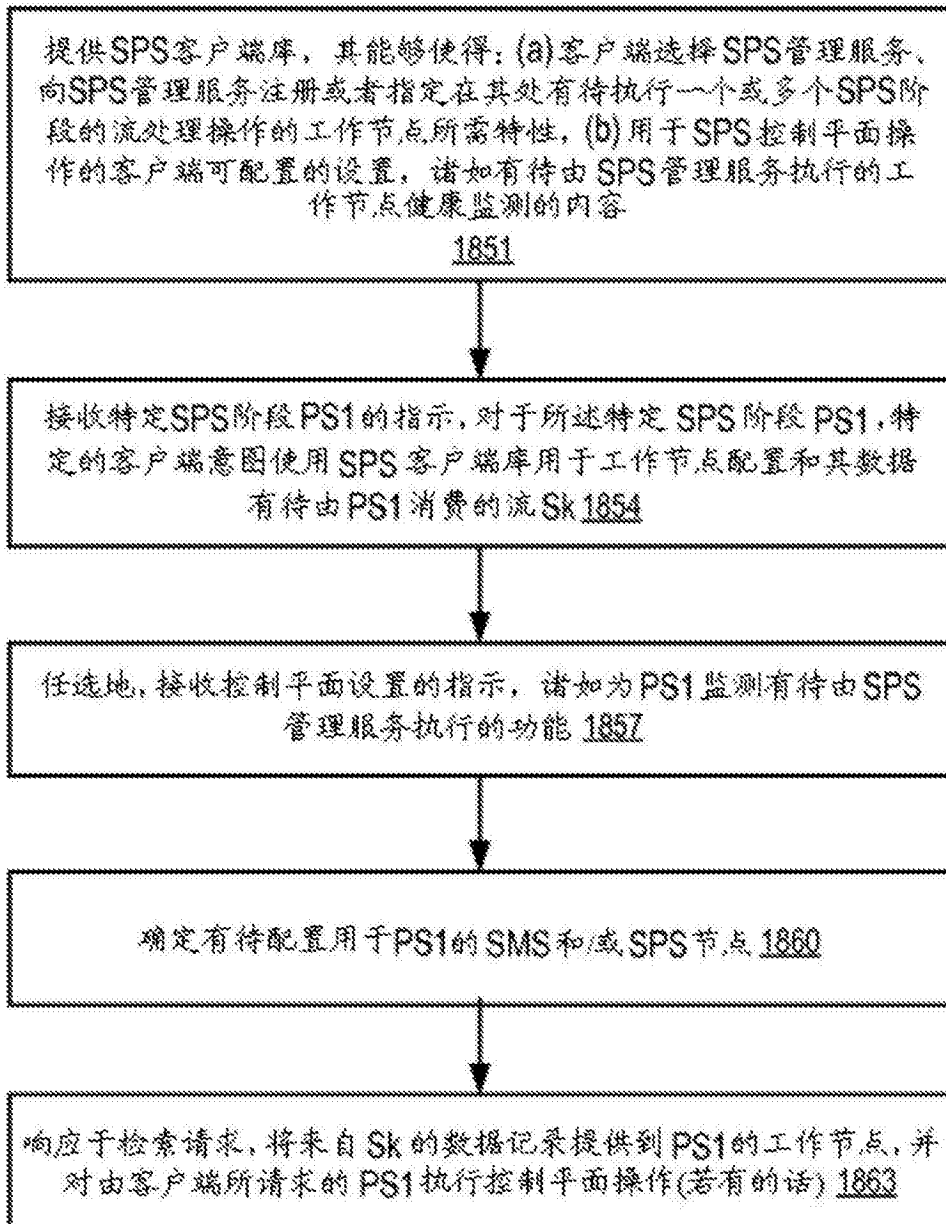 提供SPS客户端库，其能够使得：(a)客户端选择SPS管理服务、
向SPS管理服务注册或者指定在其处有待执行一个或多个SPS阶
段的流处理操作的工作节点所需特性，(b)用于SPS控制平面操
作的客户端可配置的设置，诸如有待由SPS管理服务执行的工
作节点健康监测的内容
1851
接收特定SPS阶段PS1的指示，对于所述特定SPS阶段PS1，特
定的客户端意图使用SPS客户端库用于工作节点配置和其数据
有待由PS1消费的流Sk 1854
任选地，接收控制平面设置的指示，诸如为PS1监测有待由SPS
管理服务执行的功能 1857
确定有待配置用于PS1的SMS和/或SPS节点 1860
响应于检索请求，将来自Sk的数据记录提供到PS1的工作节点，并
对由客户端所请求的PS1执行控制平面操作(若有的话) 1863